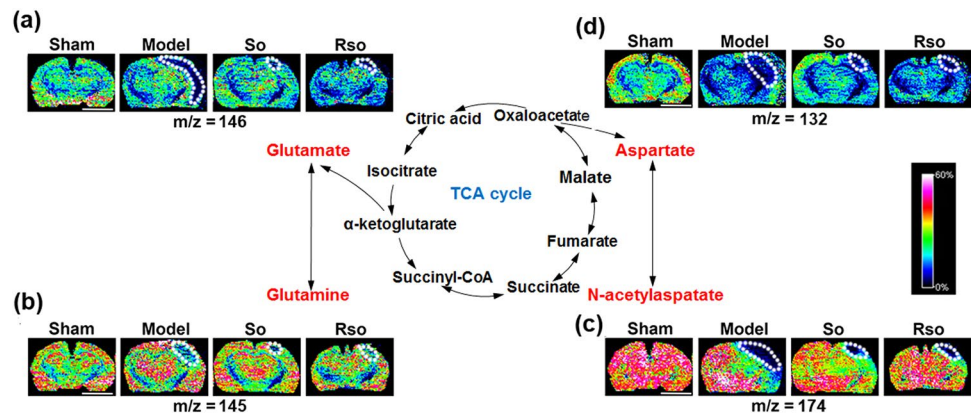 (a)
Sham Model So Rso
m/z = 146
(d)
Sham Model So Rso
m/z = 132
Citric acid Oxaloacetate
Glutamate
Aspartate
Isocitrate
Malate
TCA cycle
60%
α-ketoglutarate
Fumarate
Succinyl-CoA
Succinate
0%
Glutamine
N-acetylaspatate
(b)
Sham Model So Rso
m/z = 145
(c)
Sham Model So Rso
m/z = 174